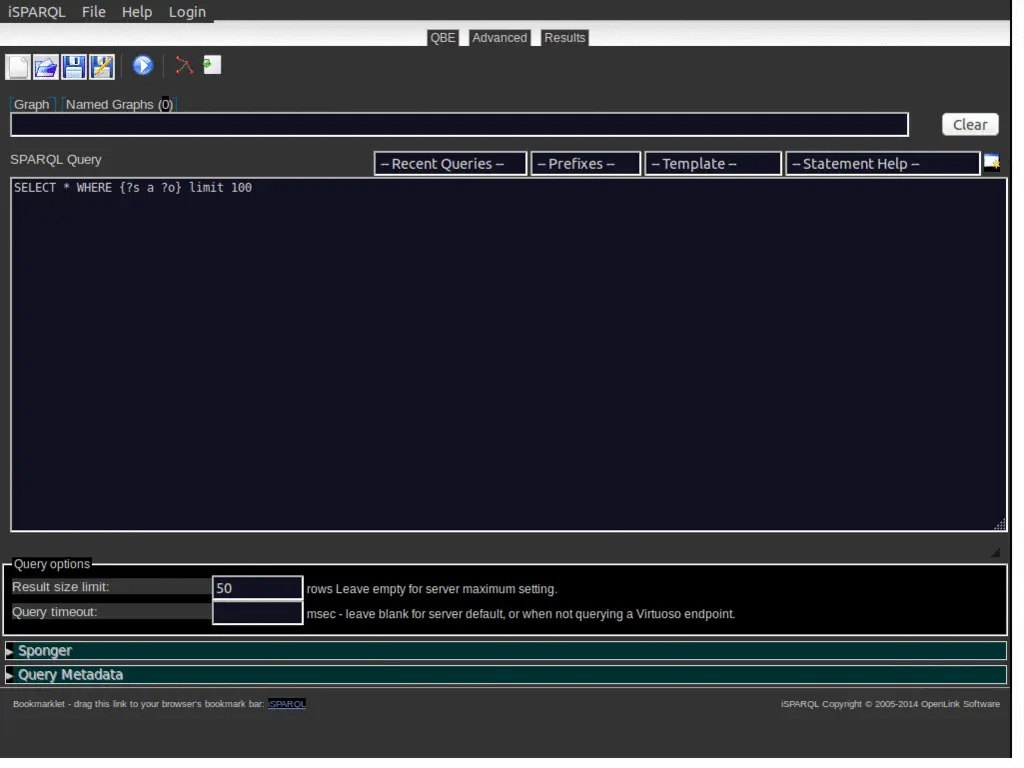 iSPARQL File Help Login
QBE Advanced Results
Graph Named Graphs (0)
Clear
SPARQL Query
-- Recent Queries -- -- Prefixes -- -- Template -- -- Statement Help --
SELECT * WHERE {?s a ?o} limit 100
Query options
Result size limit: 50 rows Leave empty for server maximum setting.
Query timeout: msec - leave blank for server default, or when not querying a Virtuoso endpoint.
Sponger
Query Metadata
Bookmarklet - drag this link to your browser's bookmark bar: iSPARQL iSPARQL Copyright © 2005-2014 OpenLink Software